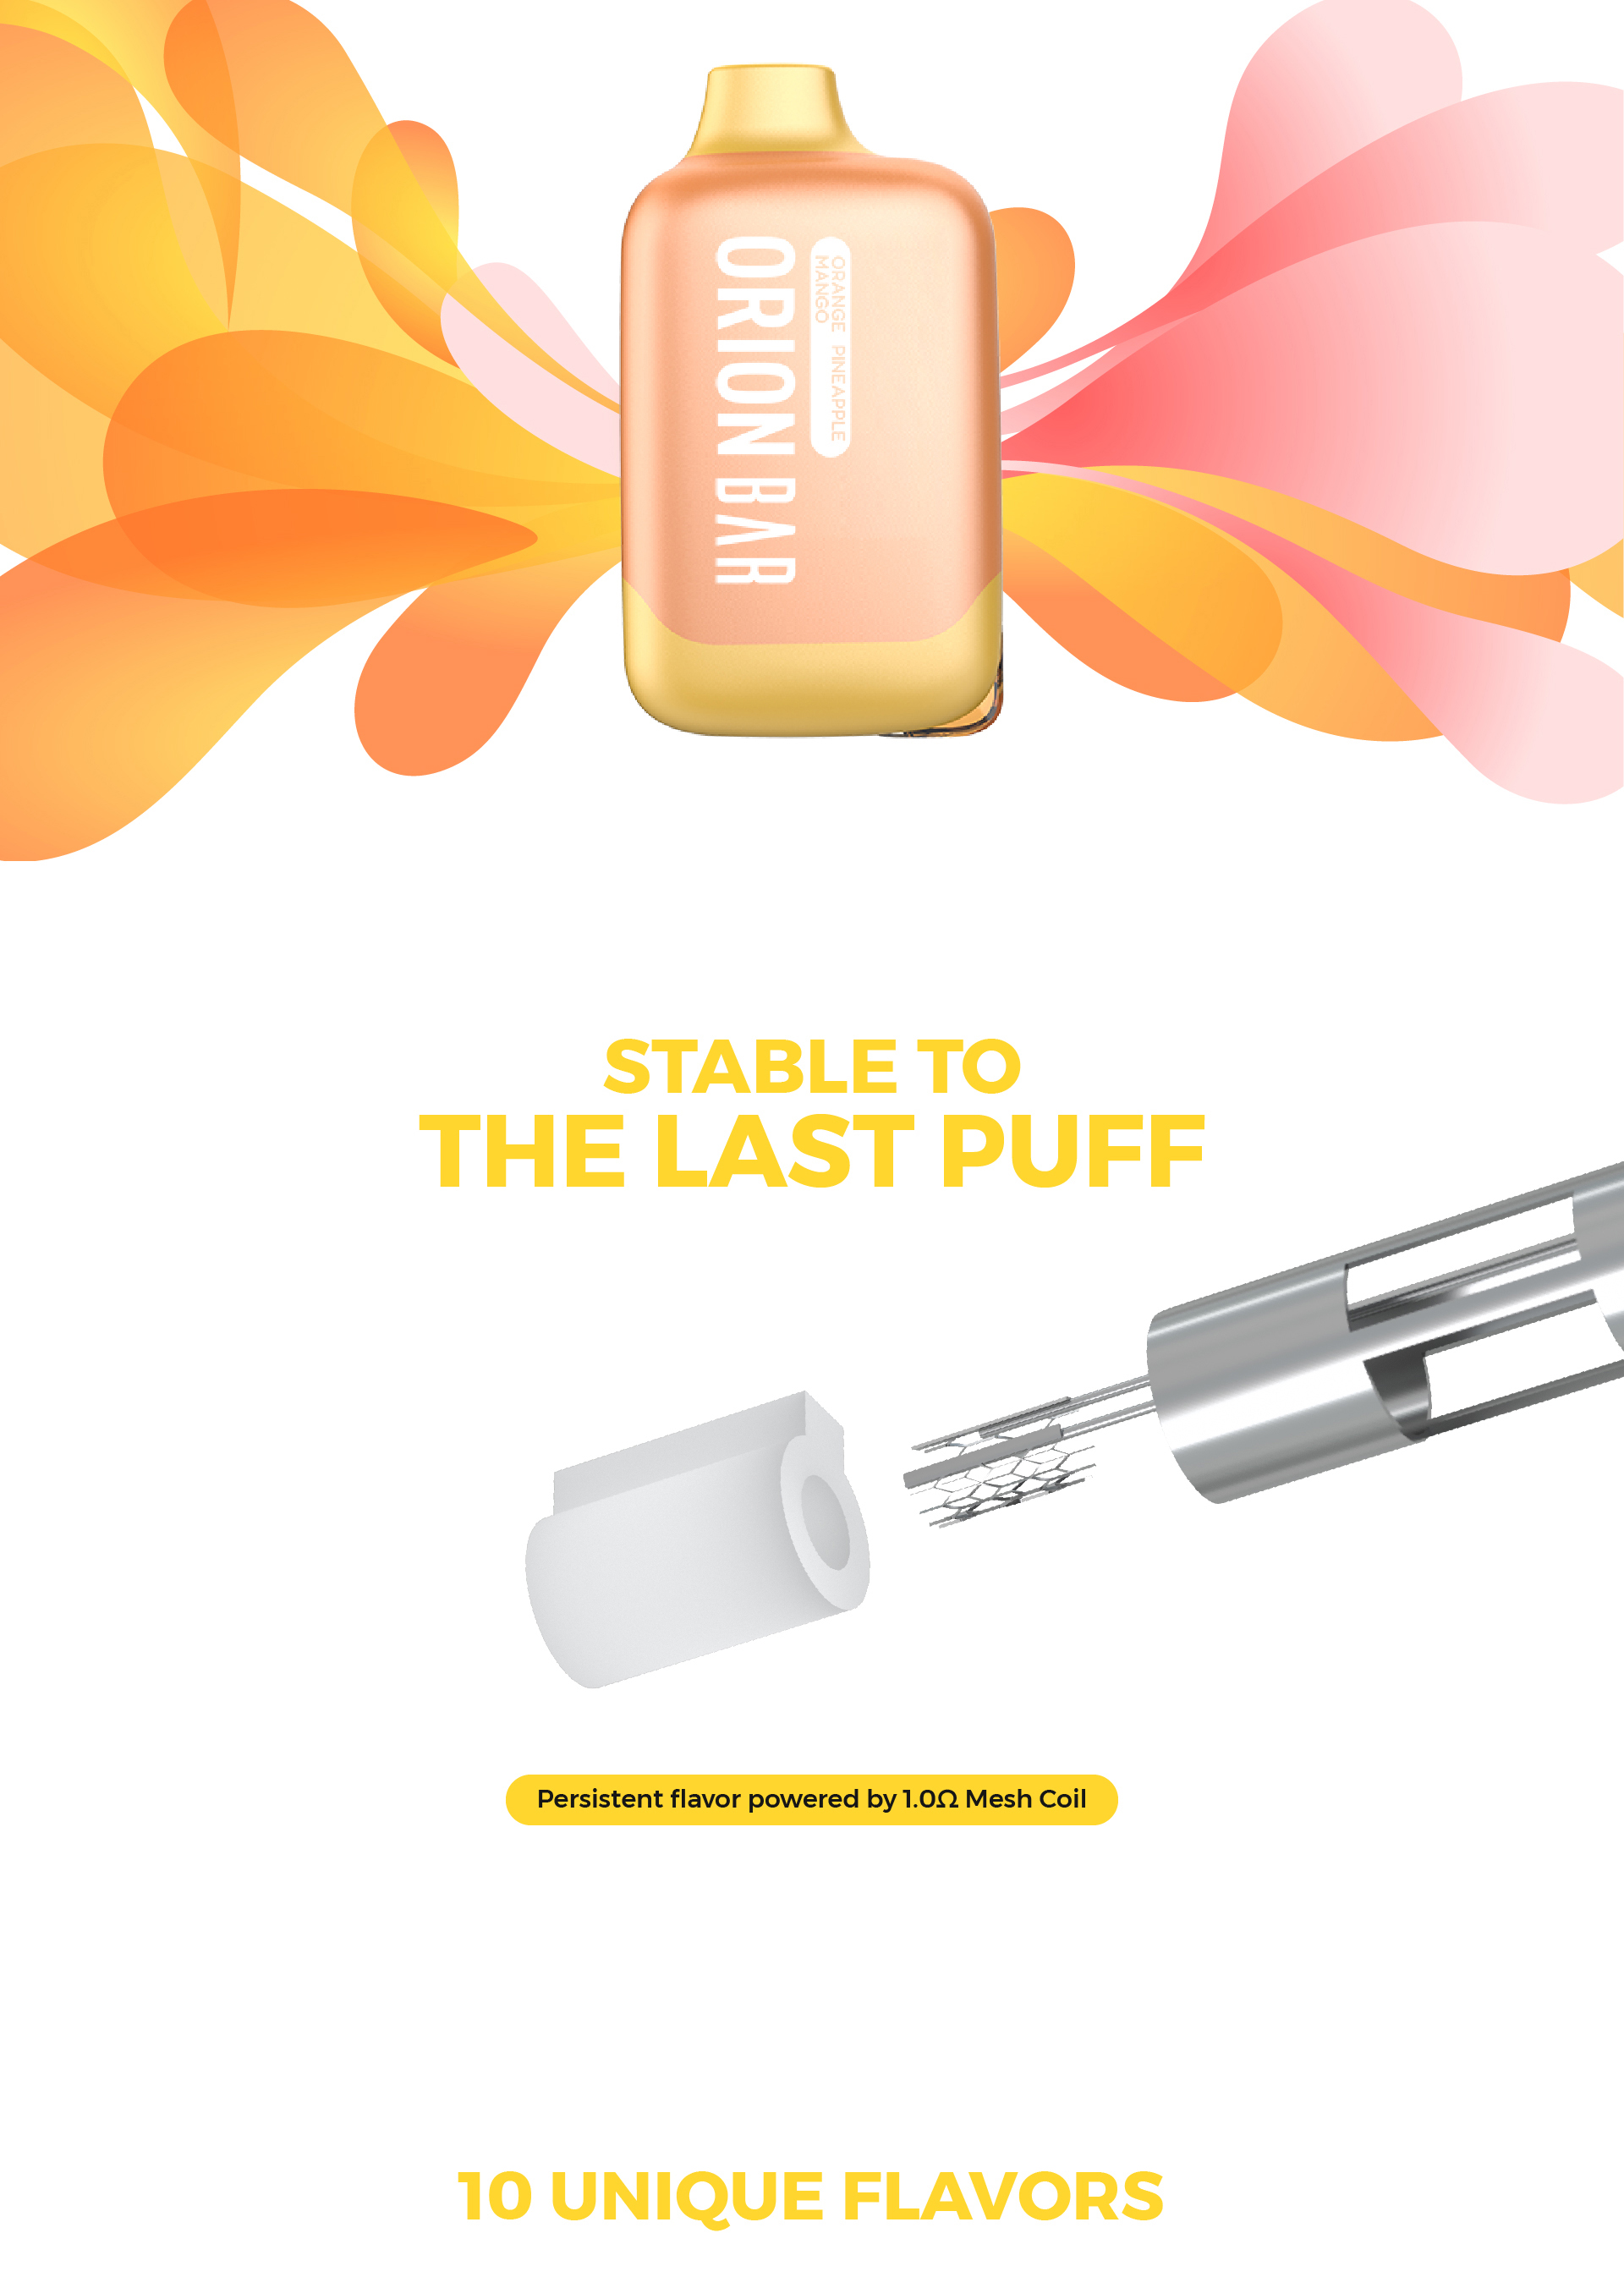 ORANGE PINEAPPLE
MANGO
ORION BAR
STABLE TO
THE LAST PUFF
Persistent flavor powered by 1.0Ω Mesh Coil
10 UNIQUE FLAVORS